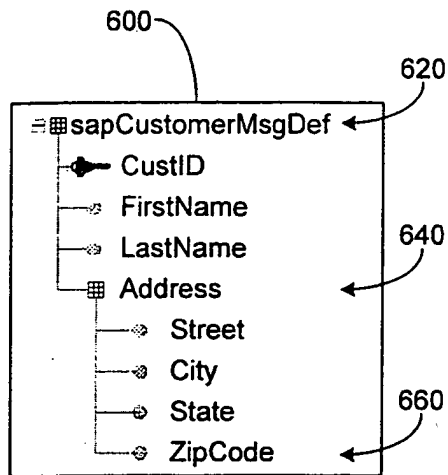 600
620
sapCustomerMsgDef
CustID
FirstName
LastName
640
Address
Street
City
State
660
ZipCode